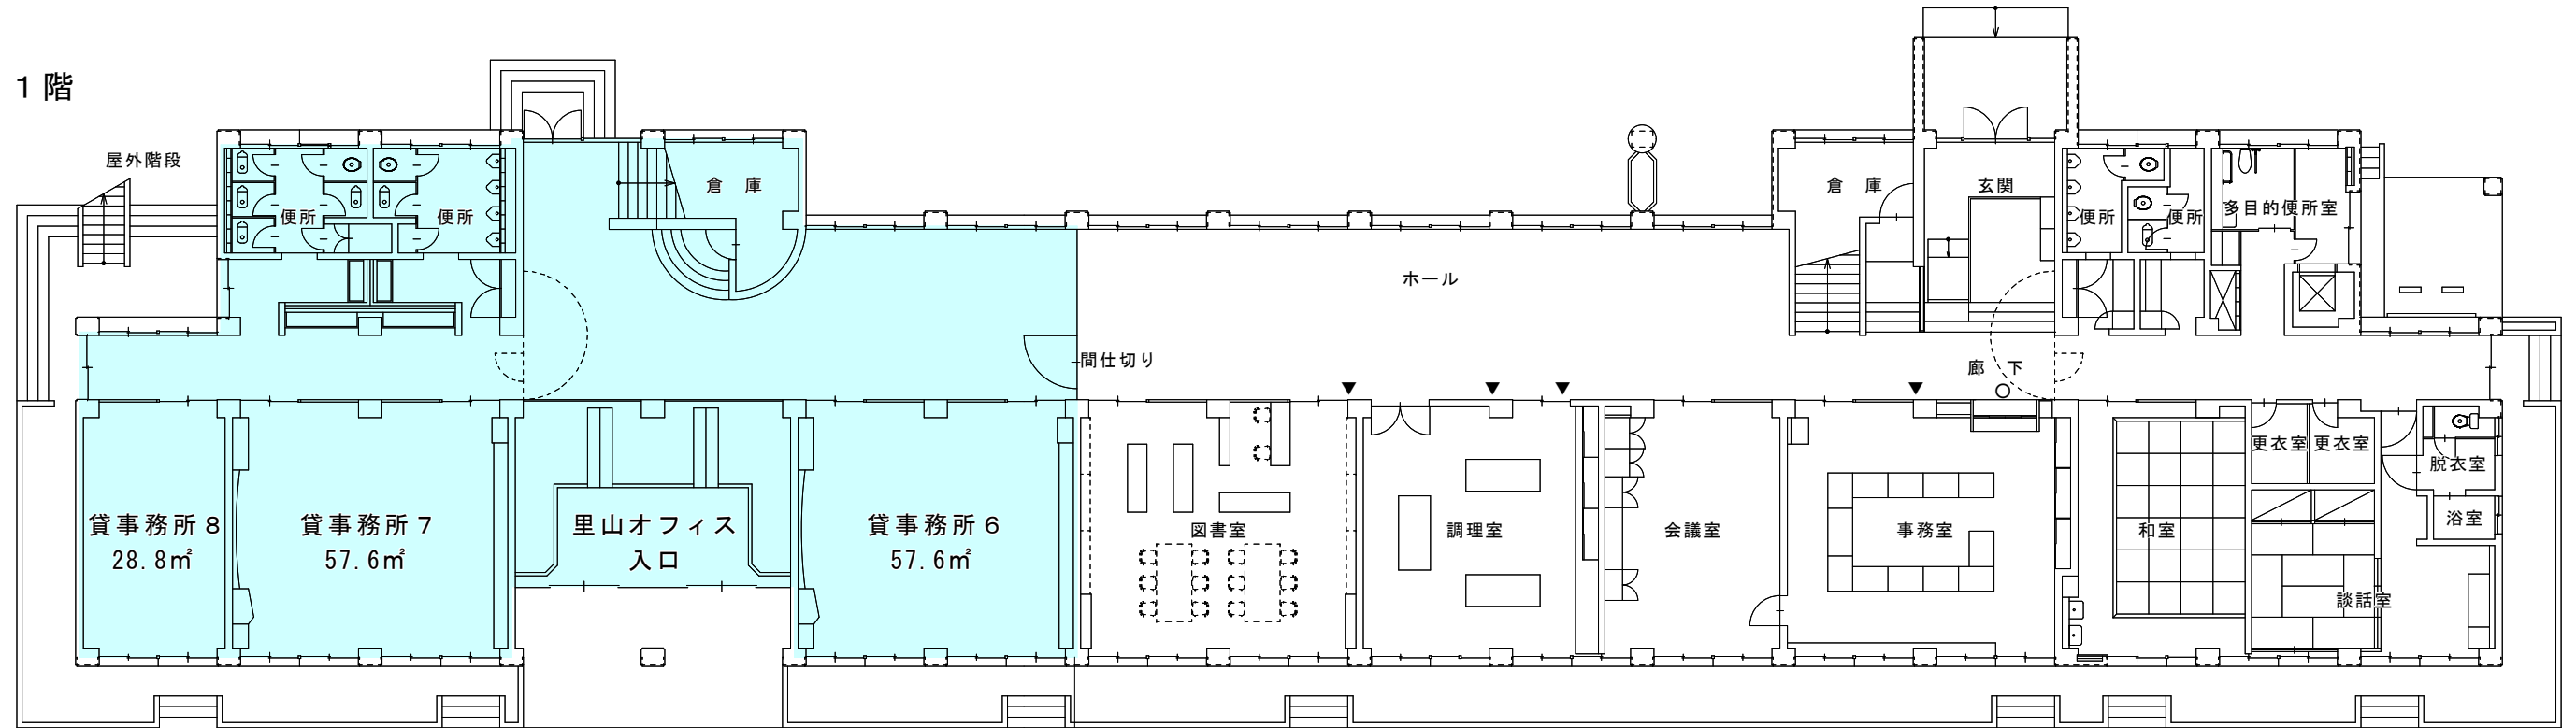 １階
屋外階段
便所
便所
倉　庫
倉　庫
玄関
便所
便所
多目的便所室
ホール
間仕切り
廊　下
貸事務所８
28.8㎡
貸事務所７
57.6㎡
里山オフィス
入口
貸事務所６
57.6㎡
図書室
調理室
会議室
事務室
和室
更衣室
更衣室
脱衣室
浴室
談話室